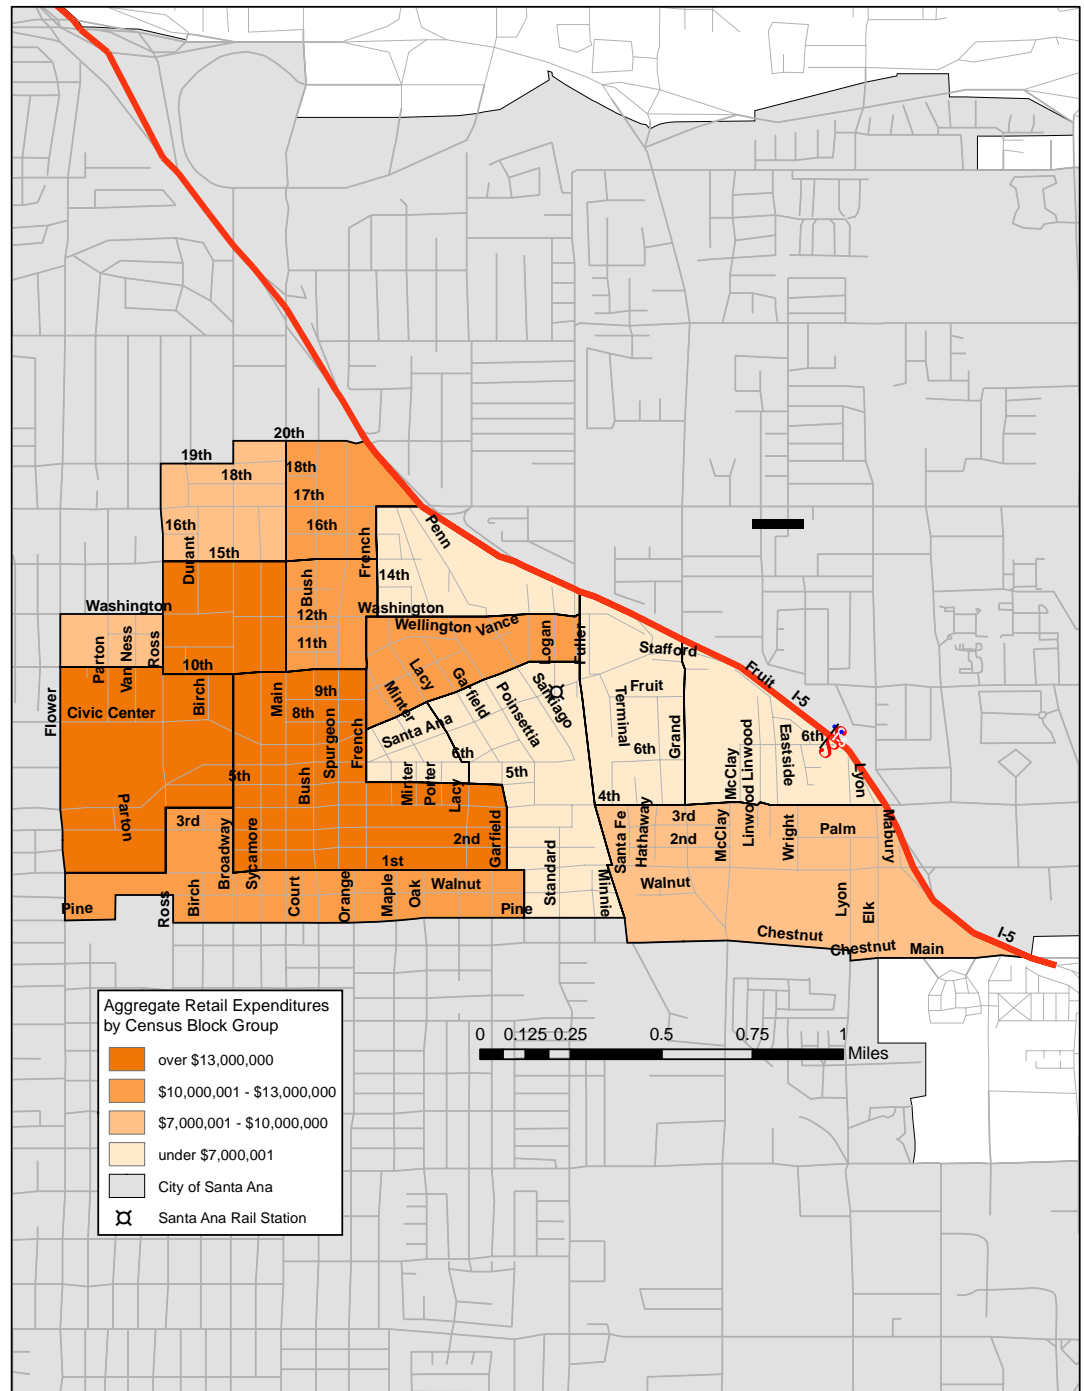 20th
19th
18th
18th
17th
16th
16th
Penn
15th
Durant
French
14th
Bush
Washington
Washington
12th
Wellington
Vance
11th
Parton
Van Ness
Ross
Logan
Fuller
Stafford
10th
Lacy
Garfield
Fruit
I-5
Flower
Civic Center
Birch
Main
9th
8th
Minter
Poinsettia
Santiago
Fruit
Terminal
Spurgeon
French
Santa Ana
6th
6th
Grand
6th
5th
5th
Bush
Minter
Porter
Lacy
McClay
Linwood
Eastside
Lyon
4th
Parton
3rd
Broadway
Sycamore
2nd
Garfield
1st
Standard
Santa Fe
Hathaway
3rd
2nd
McClay
Linwood
Wright
Palm
Mabury
Pine
Ross
Birch
Court
Orange
Maple
Oak
Walnut
Pine
Minnie
Walnut
Lyon
Elk
Chestnut
Chestnut
Main
I-5
Aggregate Retail Expenditures
by Census Block Group
over $13,000,000
$10,000,001 - $13,000,000
$7,000,001 - $10,000,000
under $7,000,001
City of Santa Ana
Santa Ana Rail Station
0 0.125 0.25 0.5 0.75 1
Miles